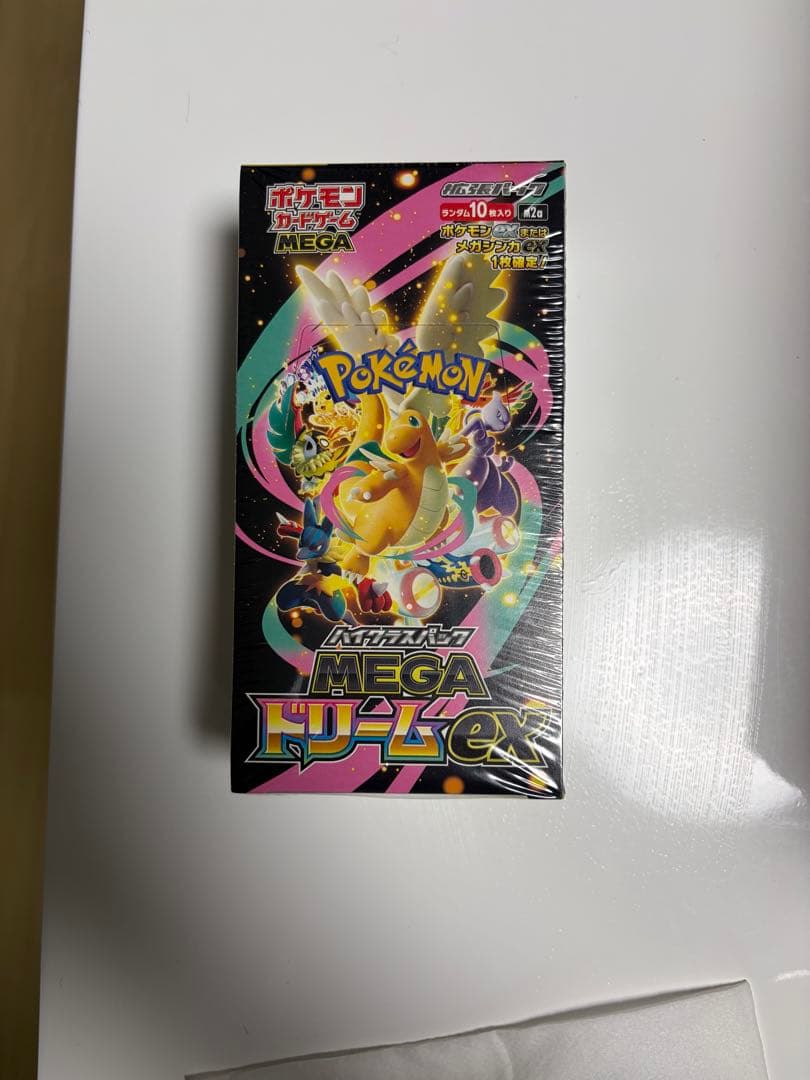 ポケモン
カードゲーム
MEGA
拡張パック
ランダム10枚入り
m2a
ポケモンexまたは
メガシンカex
1枚確定!
POKéMON
ハイクラスパック
MEGA
ドリームex